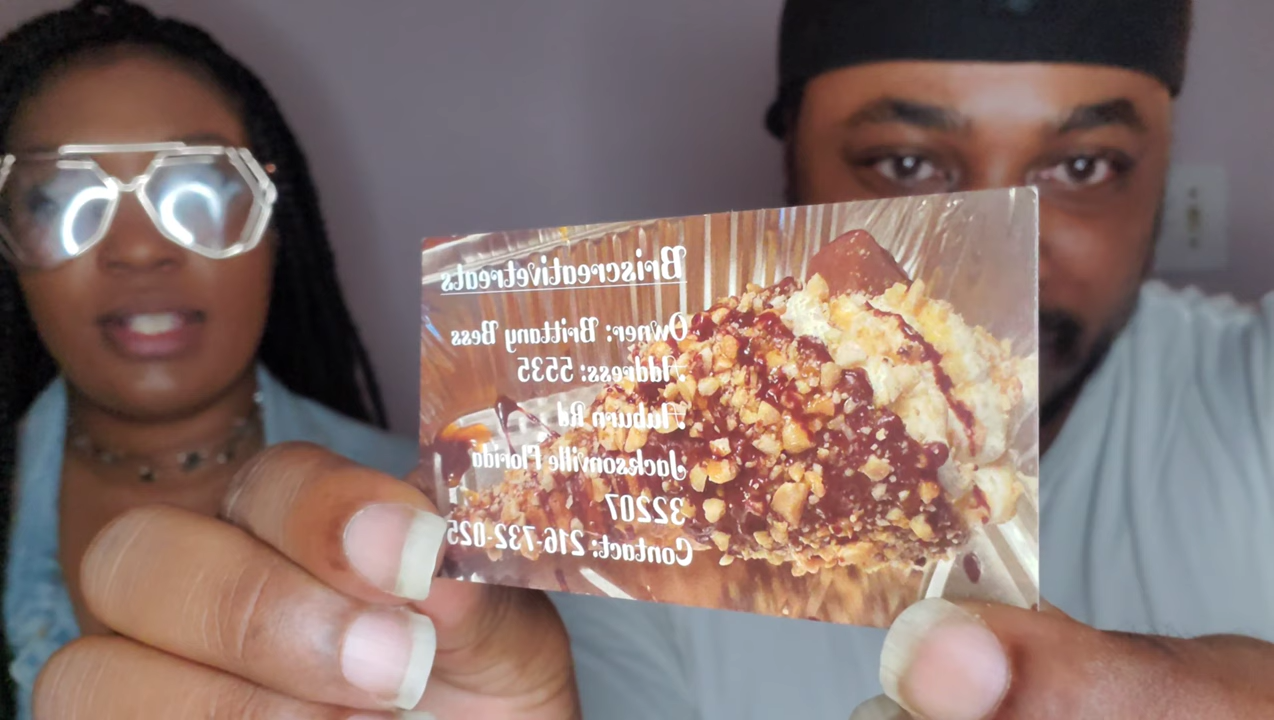 Briscreativetreats
Owner: Brittany Bess
Address: 5535
Auburn Rd
Jacksonville Florida
32207
Contact: 216-732-025